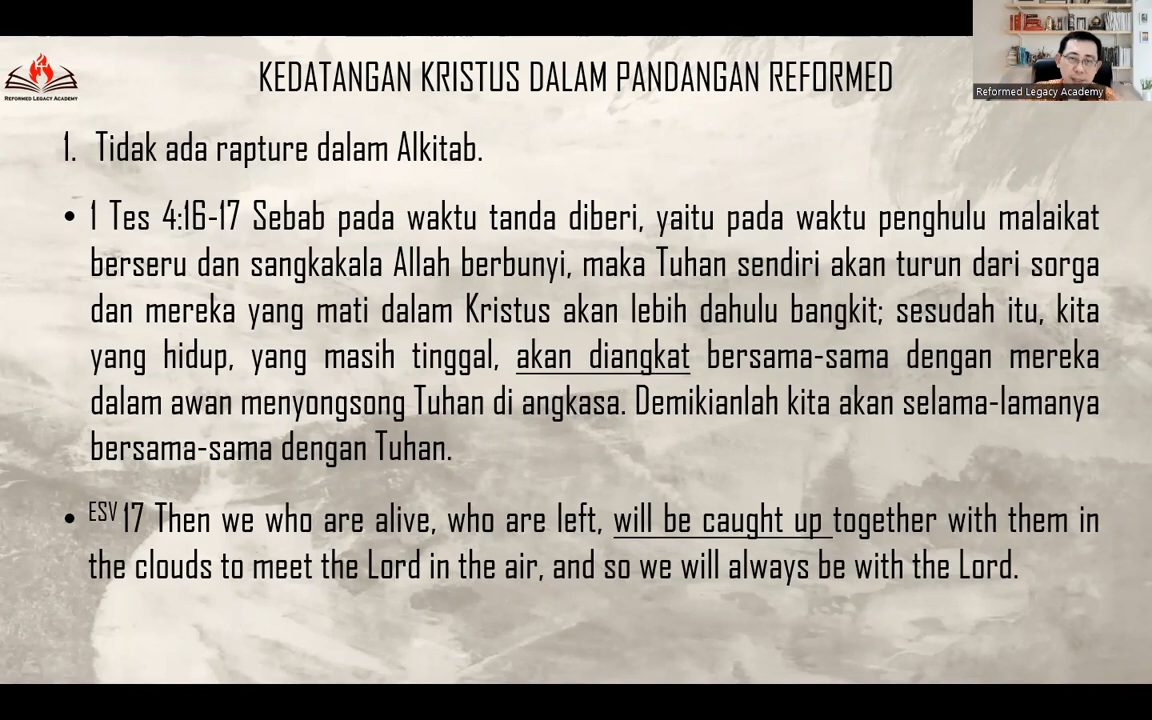 KEDATANGAN KRISTUS DALAM PANDANGAN REFORMED
REFORMED LEGACY ACADEMY
Reformed Legacy Academy
1. Tidak ada rapture dalam Alkitab.
• 1 Tes 4:16-17 Sebab pada waktu tanda diberi, yaitu pada waktu penghulu malaikat
berseru dan sangkakala Allah berbunyi, maka Tuhan sendiri akan turun dari sorga
dan mereka yang mati dalam Kristus akan lebih dahulu bangkit; sesudah itu, kita
yang hidup, yang masih tinggal, akan diangkat bersama-sama dengan mereka
dalam awan menyongsong Tuhan di angkasa. Demikianlah kita akan selama-lamanya
bersama-sama dengan Tuhan.
• ESV 17 Then we who are alive, who are left, will be caught up together with them in
the clouds to meet the Lord in the air, and so we will always be with the Lord.